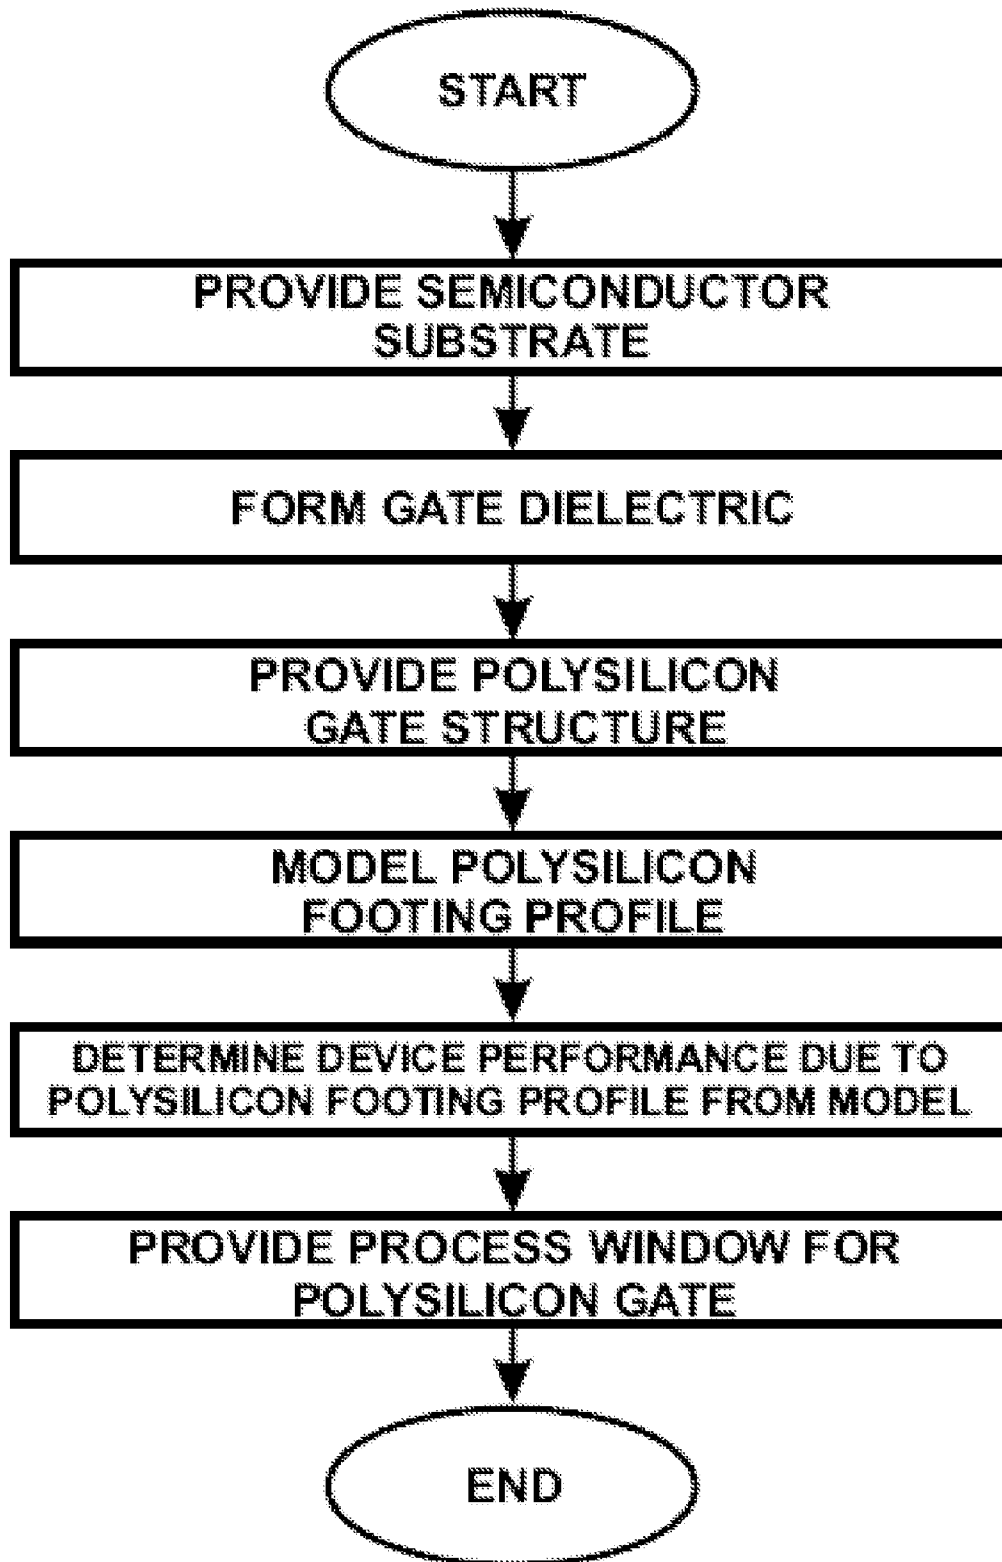 START
PROVIDE SEMICONDUCTOR
SUBSTRATE
FORM GATE DIELECTRIC
PROVIDE POLYSILICON
GATE STRUCTURE
MODEL POLYSILICON
FOOTING PROFILE
DETERMINE DEVICE PERFORMANCE DUE TO
POLYSILICON FOOTING PROFILE FROM MODEL
PROVIDE PROCESS WINDOW FOR
POLYSILICON GATE
END